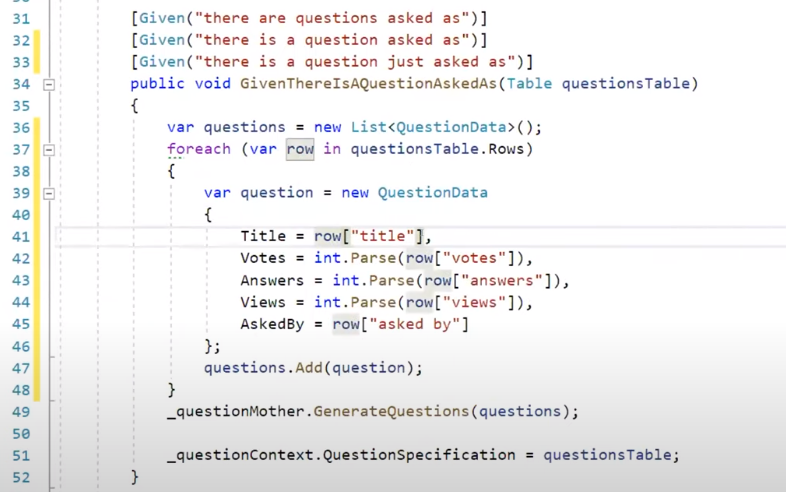 31 [Given("there are questions asked as")]
32 [Given("there is a question asked as")]
33 [Given("there is a question just asked as")]
34 public void GivenThereIsAQuestionAskedAs(Table questionsTable)
35 {
36 var questions = new List<QuestionData>();
37 foreach (var row in questionsTable.Rows)
38 {
39 var question = new QuestionData
40 {
41 Title = row["title"],
42 Votes = int.Parse(row["votes"]),
43 Answers = int.Parse(row["answers"]),
44 Views = int.Parse(row["views"]),
45 AskedBy = row["asked by"]
46 };
47 questions.Add(question);
48 }
49 _questionMother.GenerateQuestions(questions);
50
51 _questionContext.QuestionSpecification = questionsTable;
52 }